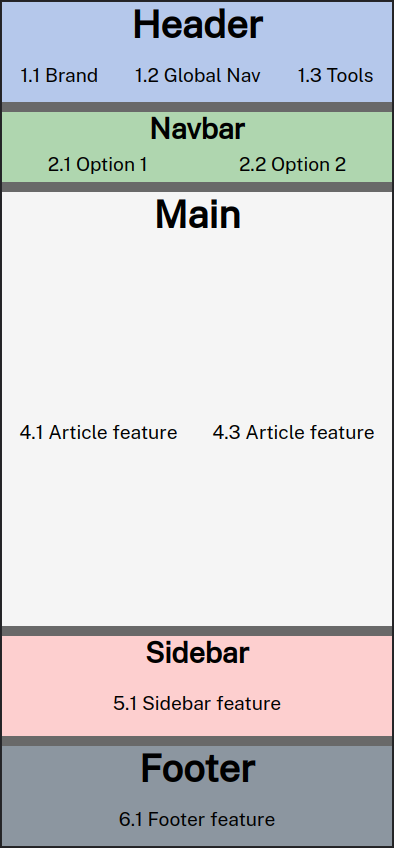 Header
1.1 Brand 1.2 Global Nav 1.3 Tools
Navbar
2.1 Option 1 2.2 Option 2
Main
4.1 Article feature 4.3 Article feature
Sidebar
5.1 Sidebar feature
Footer
6.1 Footer feature